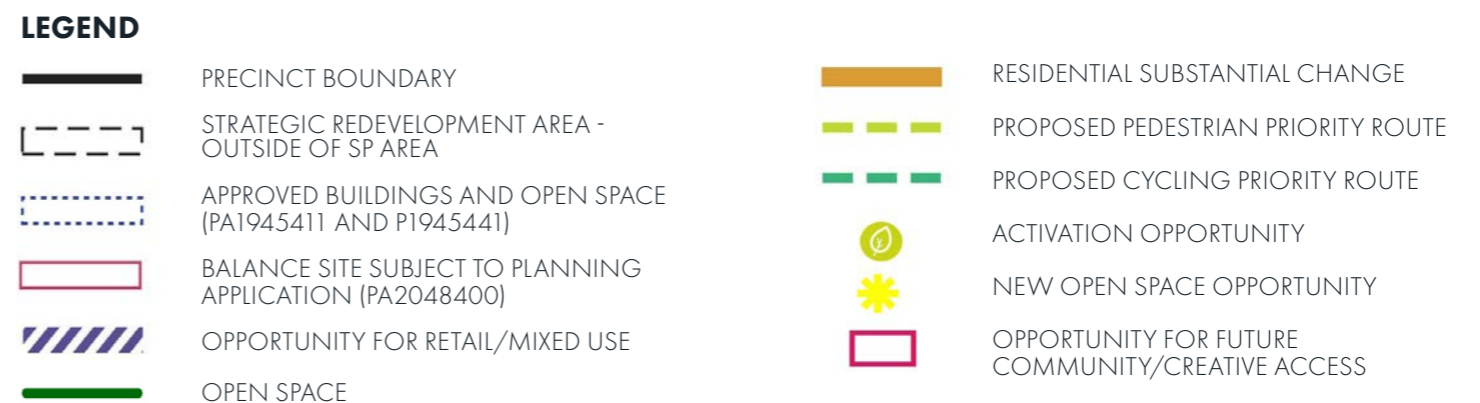 LEGEND
PRECINCT BOUNDARY
STRATEGIC REDEVELOPMENT AREA -
OUTSIDE OF SP AREA
APPROVED BUILDINGS AND OPEN SPACE
(PA1945411 AND P1945441)
BALANCE SITE SUBJECT TO PLANNING
APPLICATION (PA2048400)
OPPORTUNITY FOR RETAIL/MIXED USE
OPEN SPACE
RESIDENTIAL SUBSTANTIAL CHANGE
PROPOSED PEDESTRIAN PRIORITY ROUTE
PROPOSED CYCLING PRIORITY ROUTE
ACTIVATION OPPORTUNITY
NEW OPEN SPACE OPPORTUNITY
OPPORTUNITY FOR FUTURE
COMMUNITY/CREATIVE ACCESS